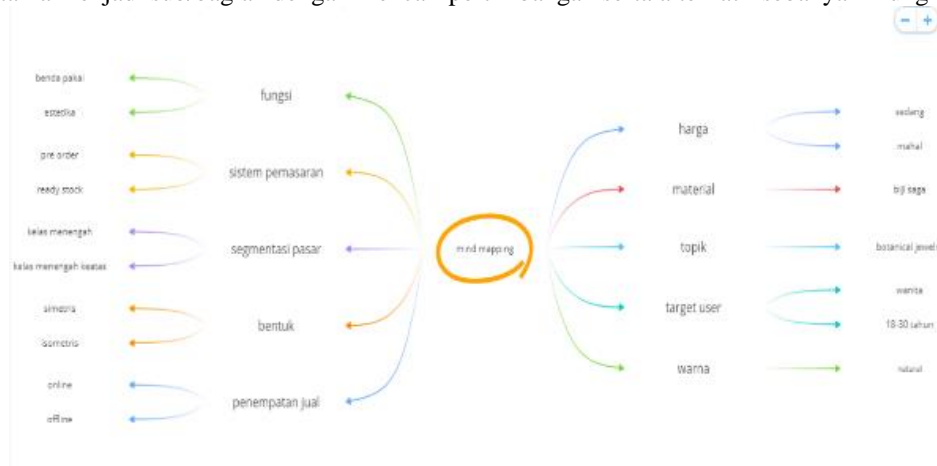 fungsi
benda pakai
estetika
sistem pemasaran
pre order
ready stock
segmentasi pasar
kelas menengah
kelas menengah keatas
bentuk
simetris
isometris
penempatan jual
online
offline
mind mapping
harga
sedang
mahal
material
biji saga
topik
botanical jewel
target user
wanita
18-30 tahun
warna
natural